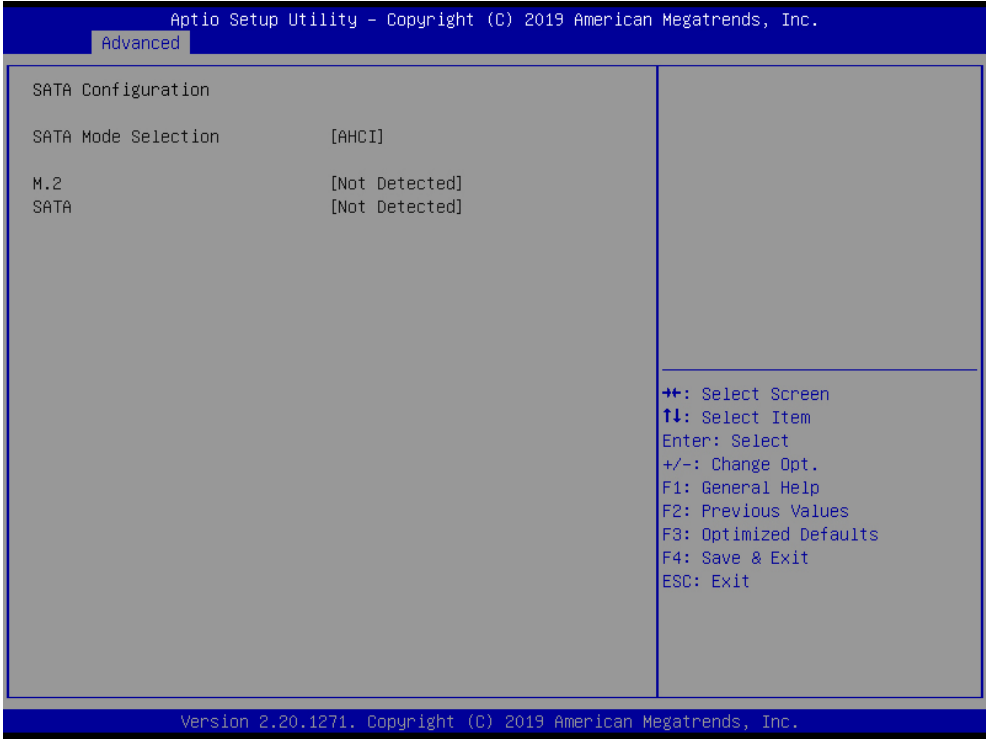 Aptio Setup Utility – Copyright (C) 2019 American Megatrends, Inc.
Advanced
SATA Configuration
SATA Mode Selection [AHCI]
M.2 [Not Detected]
SATA [Not Detected]
→←: Select Screen
↑↓: Select Item
Enter: Select
+/-: Change Opt.
F1: General Help
F2: Previous Values
F3: Optimized Defaults
F4: Save & Exit
ESC: Exit
Version 2.20.1271. Copyright (C) 2019 American Megatrends, Inc.